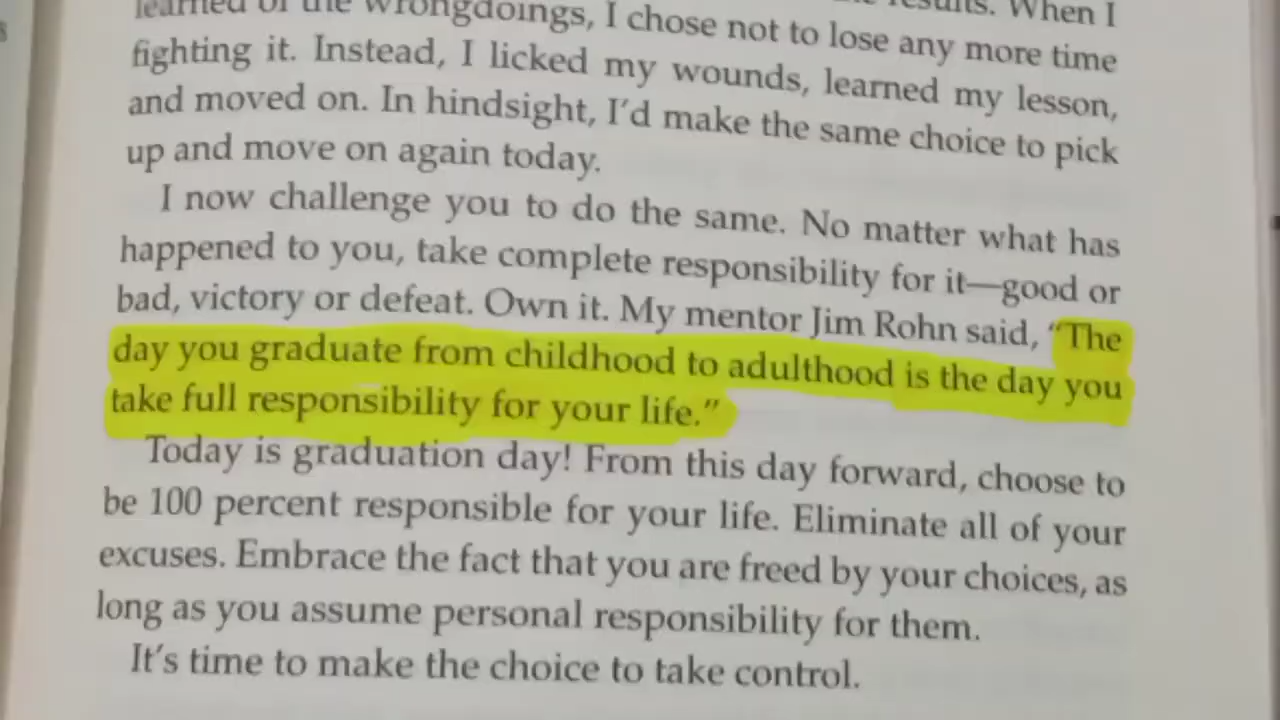 learned of the wrongdoings, I chose not to lose any more time
results. When I
fighting it. Instead, I licked my wounds, learned my lesson,
and moved on. In hindsight, I'd make the same choice to pick
up and move on again today.
I now challenge you to do the same. No matter what has
happened to you, take complete responsibility for it—good or
bad, victory or defeat. Own it. My mentor Jim Rohn said, “The
day you graduate from childhood to adulthood is the day you
take full responsibility for your life.”
Today is graduation day! From this day forward, choose to
be 100 percent responsible for your life. Eliminate all of your
excuses. Embrace the fact that you are freed by your choices, as
long as you assume personal responsibility for them.
It's time to make the choice to take control.